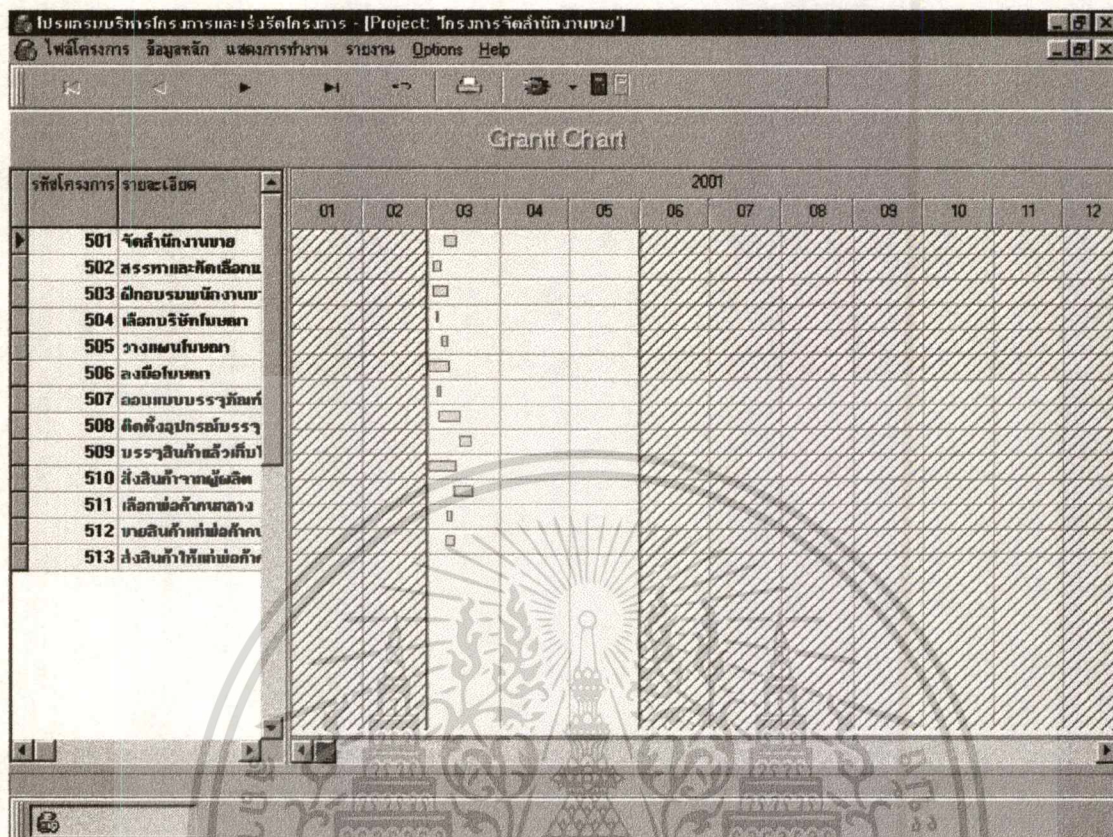 โปรแกรมบริหารโครงการและเร่งรัดโครงการ - [Project: 'โครงการจัดสำนักงานขาย']
ไฟล์โครงการ ข้อมูลหลัก แสดงการทำงาน รายงาน Options Help
Grantt Chart
รหัสโครงการ รายละเอียด
2001
01 02 03 04 05 06 07 08 09 10 11 12
501 จัดสำนักงานขาย
502 สรรหาและคัดเลือกแ
503 ฝึกอบรมพนักงานขา
504 เลือกบริษัทโฆษณา
505 วางแผนโฆษณา
506 ลงมือโฆษณา
507 ออบแบบบรรจุภัณฑ์
508 ติดตั้งอุปกรณ์บรรจุ
509 บรรจุสินค้าแล้วเก็บไ
510 สั่งสินค้าจากผู้ผลิต
511 เลือกพ่อค้าคนกลาง
512 ขายสินค้าแก่พ่อค้าคน
513 ส่งสินค้าให้แก่พ่อค้าค